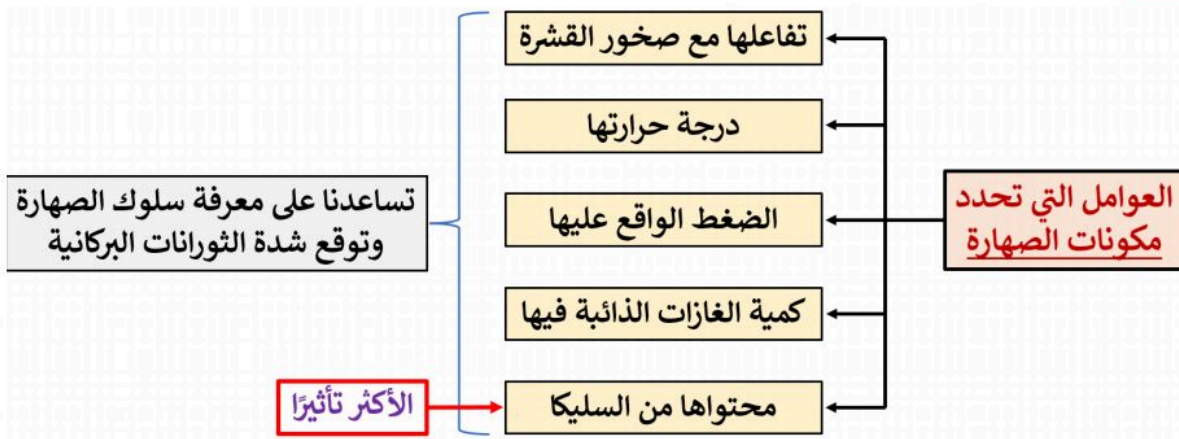 العوامل التي تحدد
مكونات الصهارة
تفاعلها مع صخور القشرة
درجة حرارتها
الضغط الواقع عليها
كمية الغازات الذائبة فيها
محتواها من السليكا
الأكثر تأثيرًا
تساعدنا على معرفة سلوك الصهارة
وتوقع شدة الثورانات البركانية